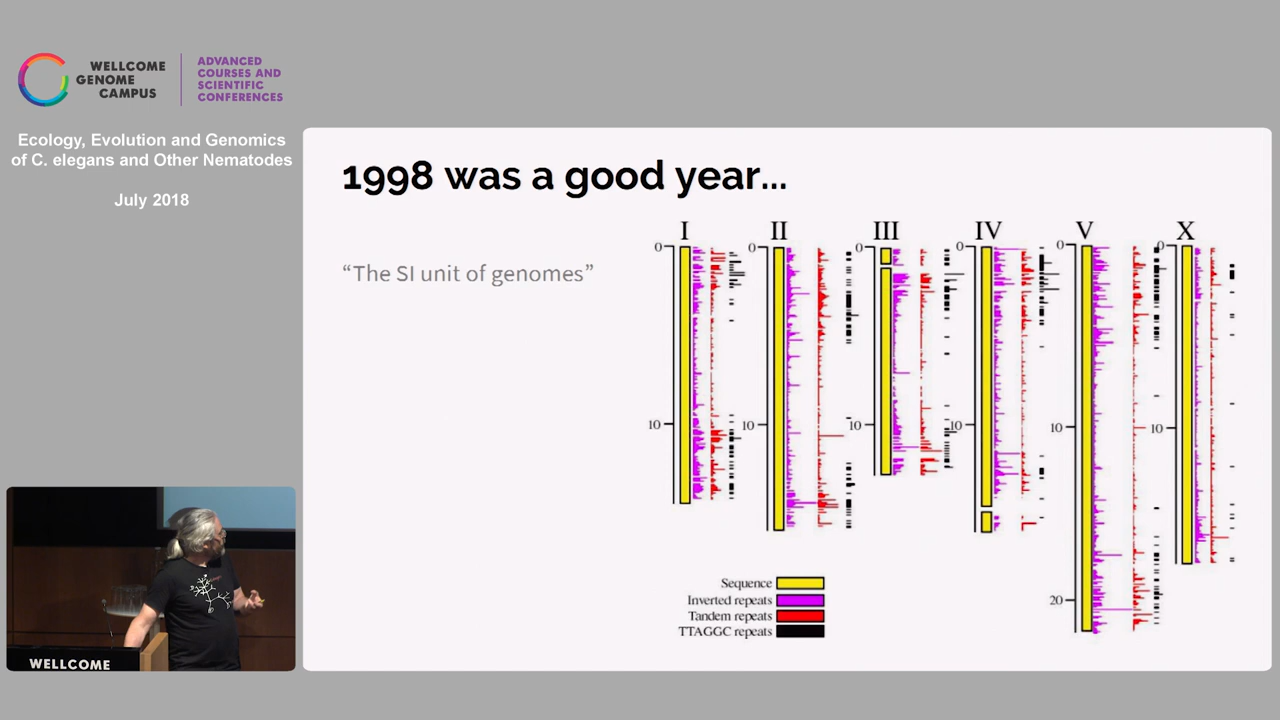 WELLCOME
GENOME
CAMPUS
ADVANCED
COURSES AND
SCIENTIFIC
CONFERENCES
Ecology, Evolution and Genomics
of C. elegans and Other Nematodes
July 2018
1998 was a good year...
“The SI unit of genomes”
I II III IV V X
0 0 0 0 0 0
10 10 10 10 10 10
20
Sequence
Inverted repeats
Tandem repeats
TTAGGC repeats
WELLCOME